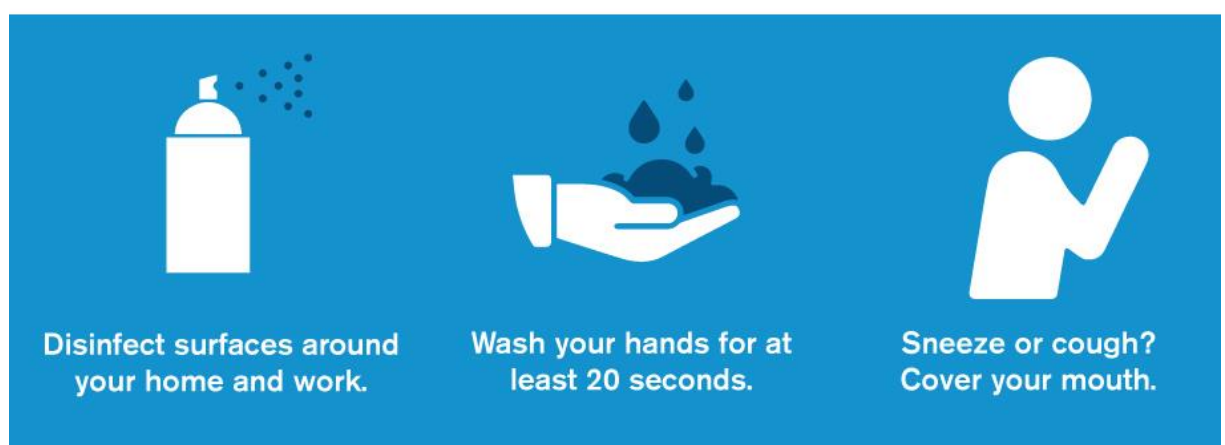 Disinfect surfaces around
your home and work.
Wash your hands for at
least 20 seconds.
Sneeze or cough?
Cover your mouth.